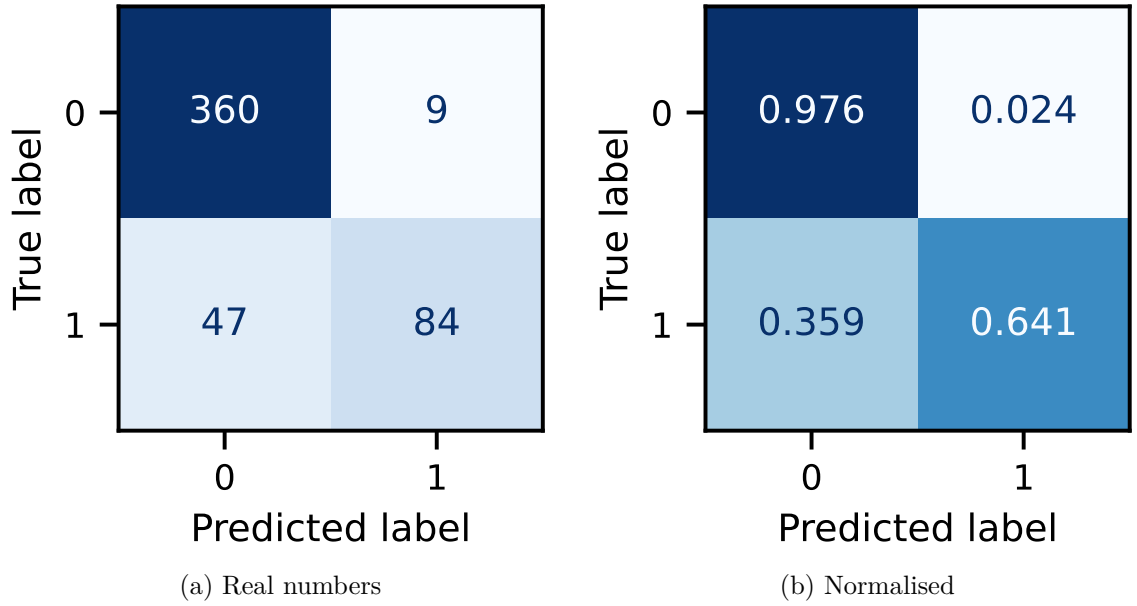 True label
0
360
9
1
47
84
0
1
Predicted label
(a) Real numbers
True label
0
0.976
0.024
1
0.359
0.641
0
1
Predicted label
(b) Normalised